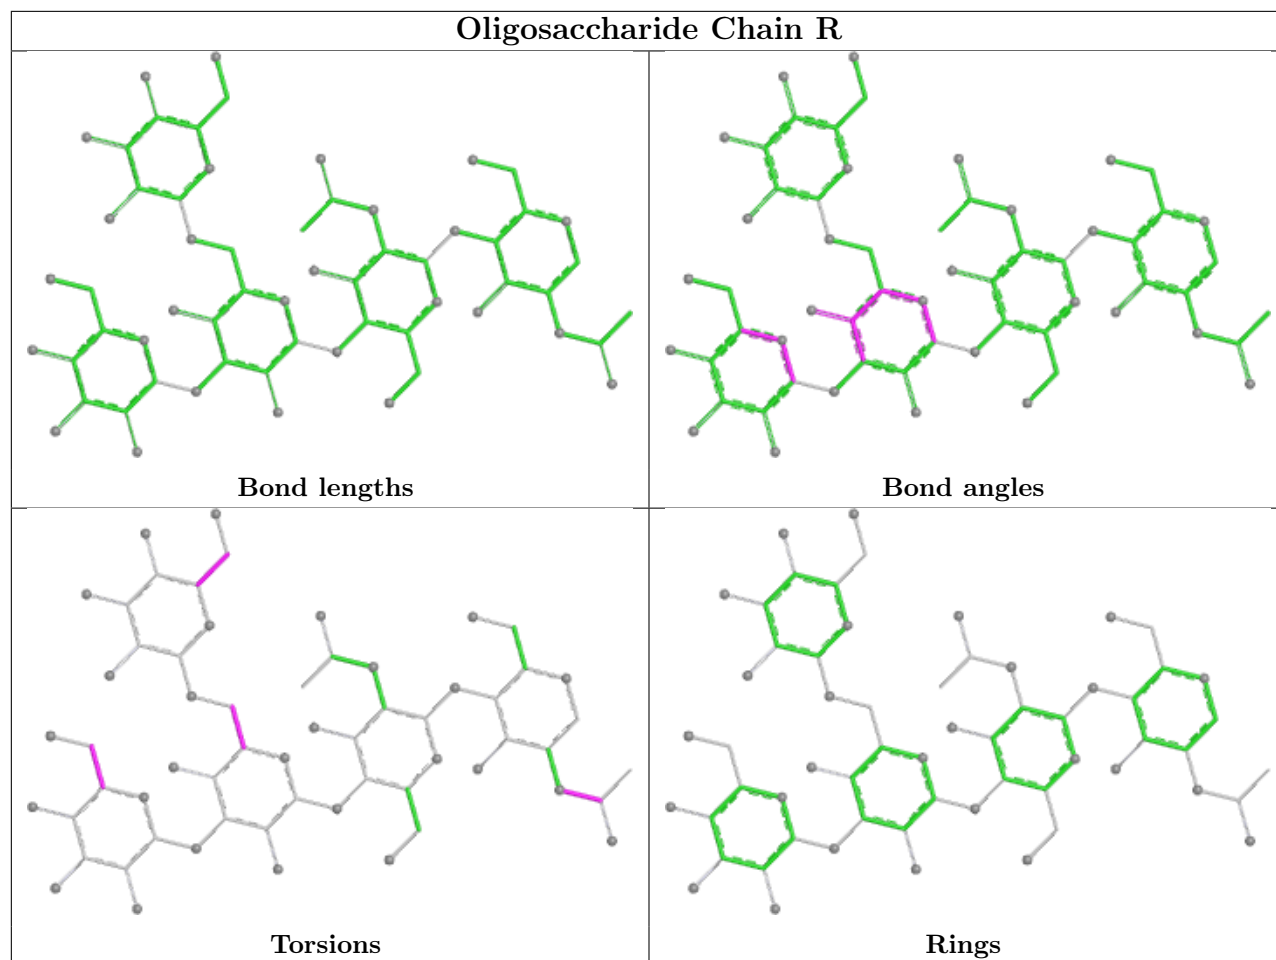 Oligosaccharide Chain R
Bond lengths
Bond angles
Torsions
Rings